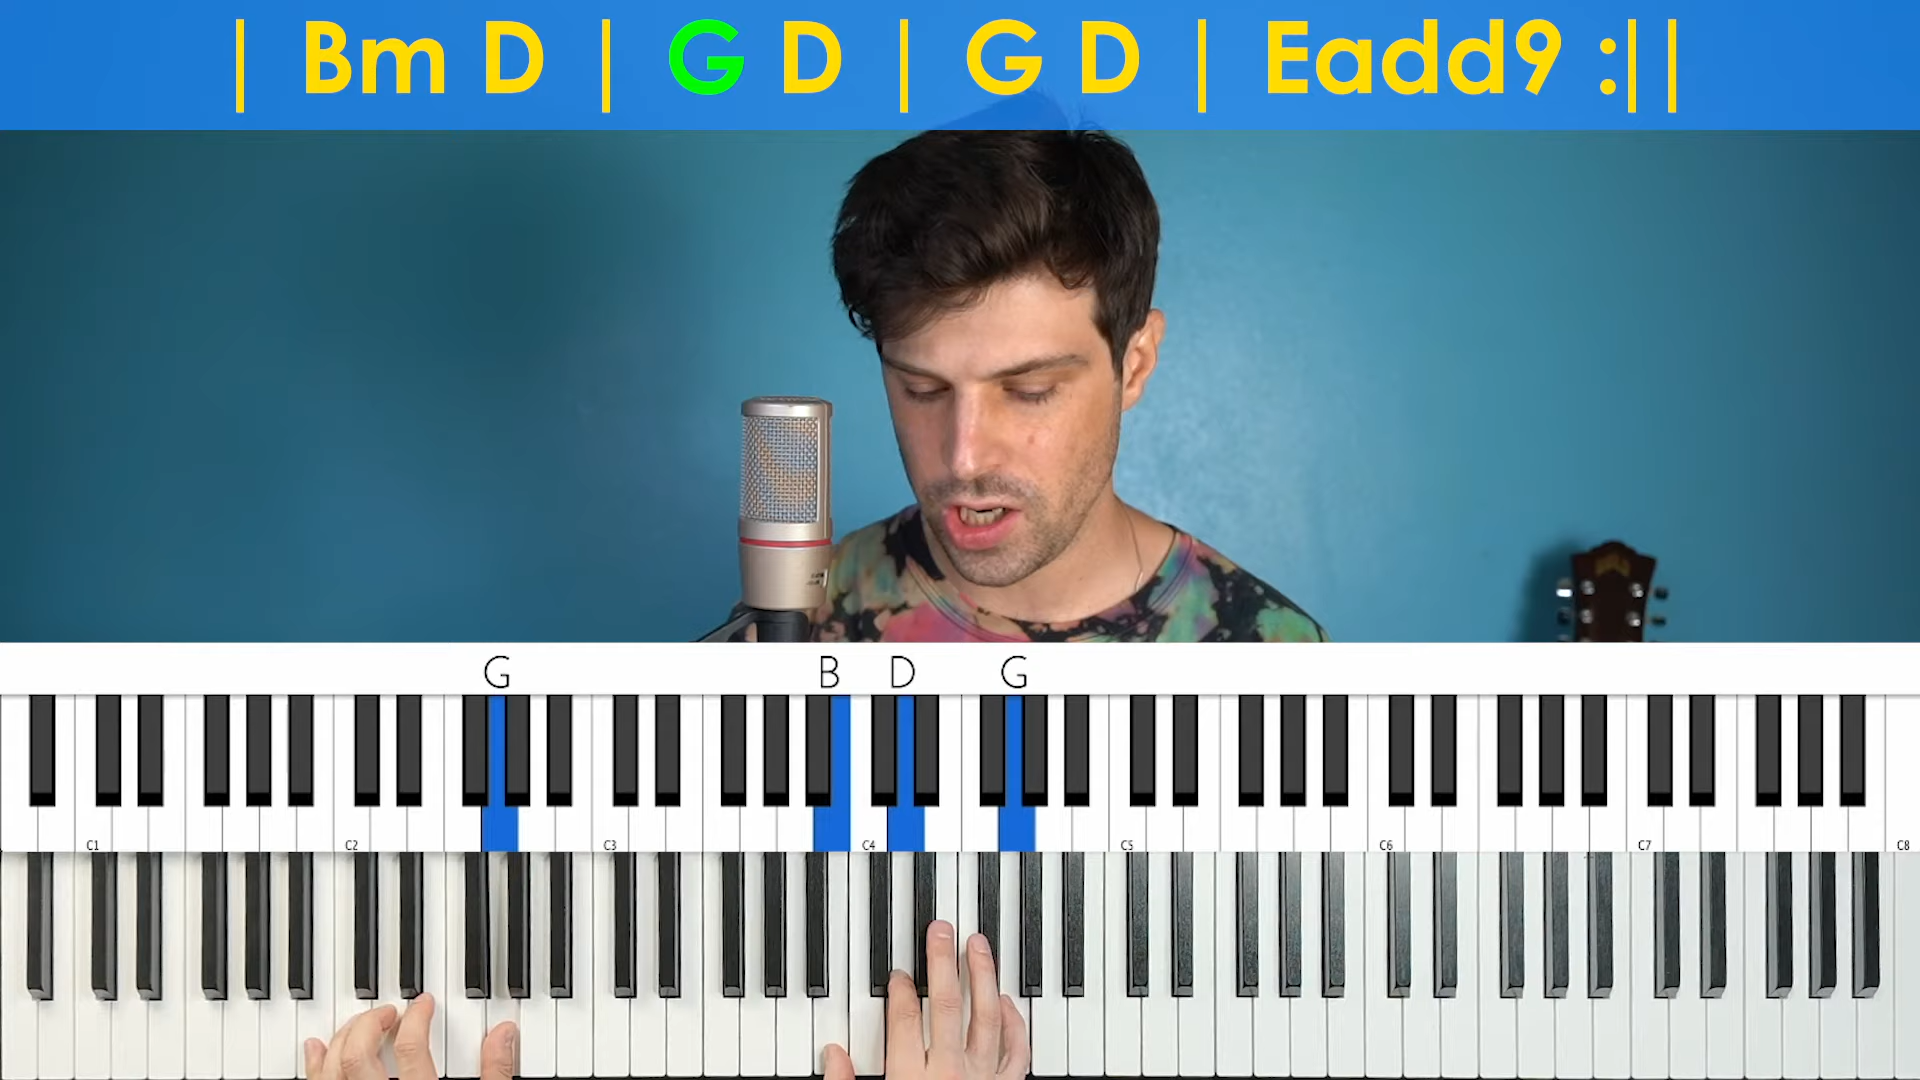 | Bm D | G D | G D | Eadd9 :||
G B D G
C1 C2 C3 C4 C5 C6 C7 C8